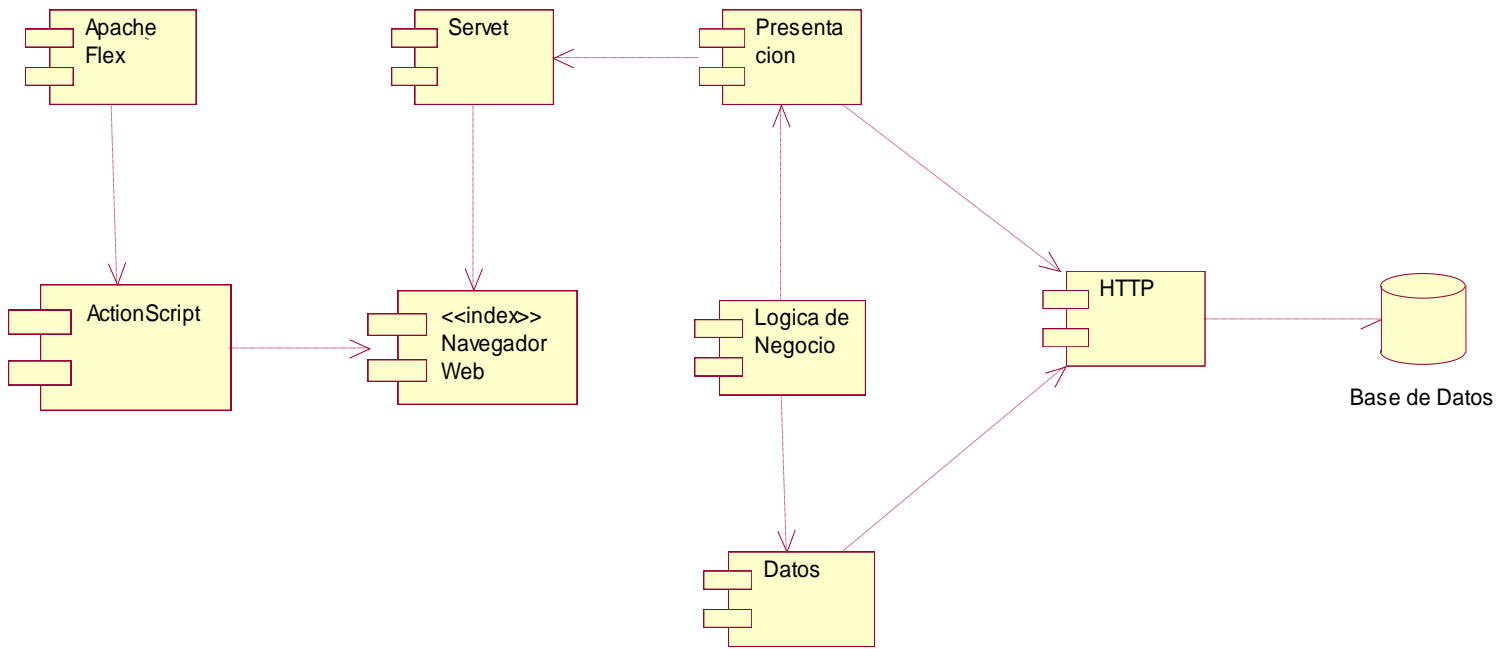 Apache
Flex`
Servet
Presenta
cion
ActionScript
<<index>>
Navegador
Web
Logica de
Negocio
HTTP
Base de Datos
Datos